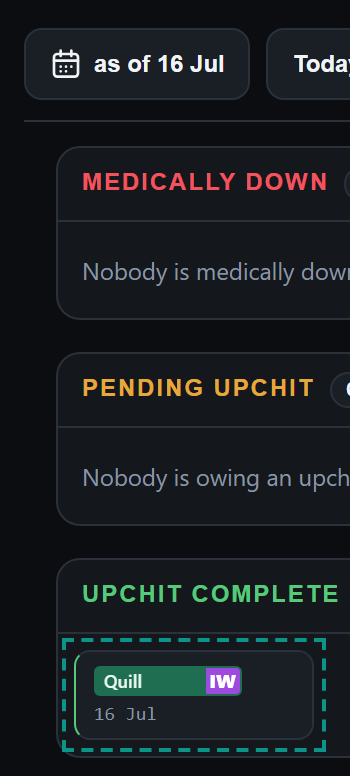 as of 16 Jul
MEDICALLY DOWN
Nobody is medically down
PENDING UPCHIT
Nobody is owing an upch
UPCHIT COMPLETE
Quill IW
16 Jul